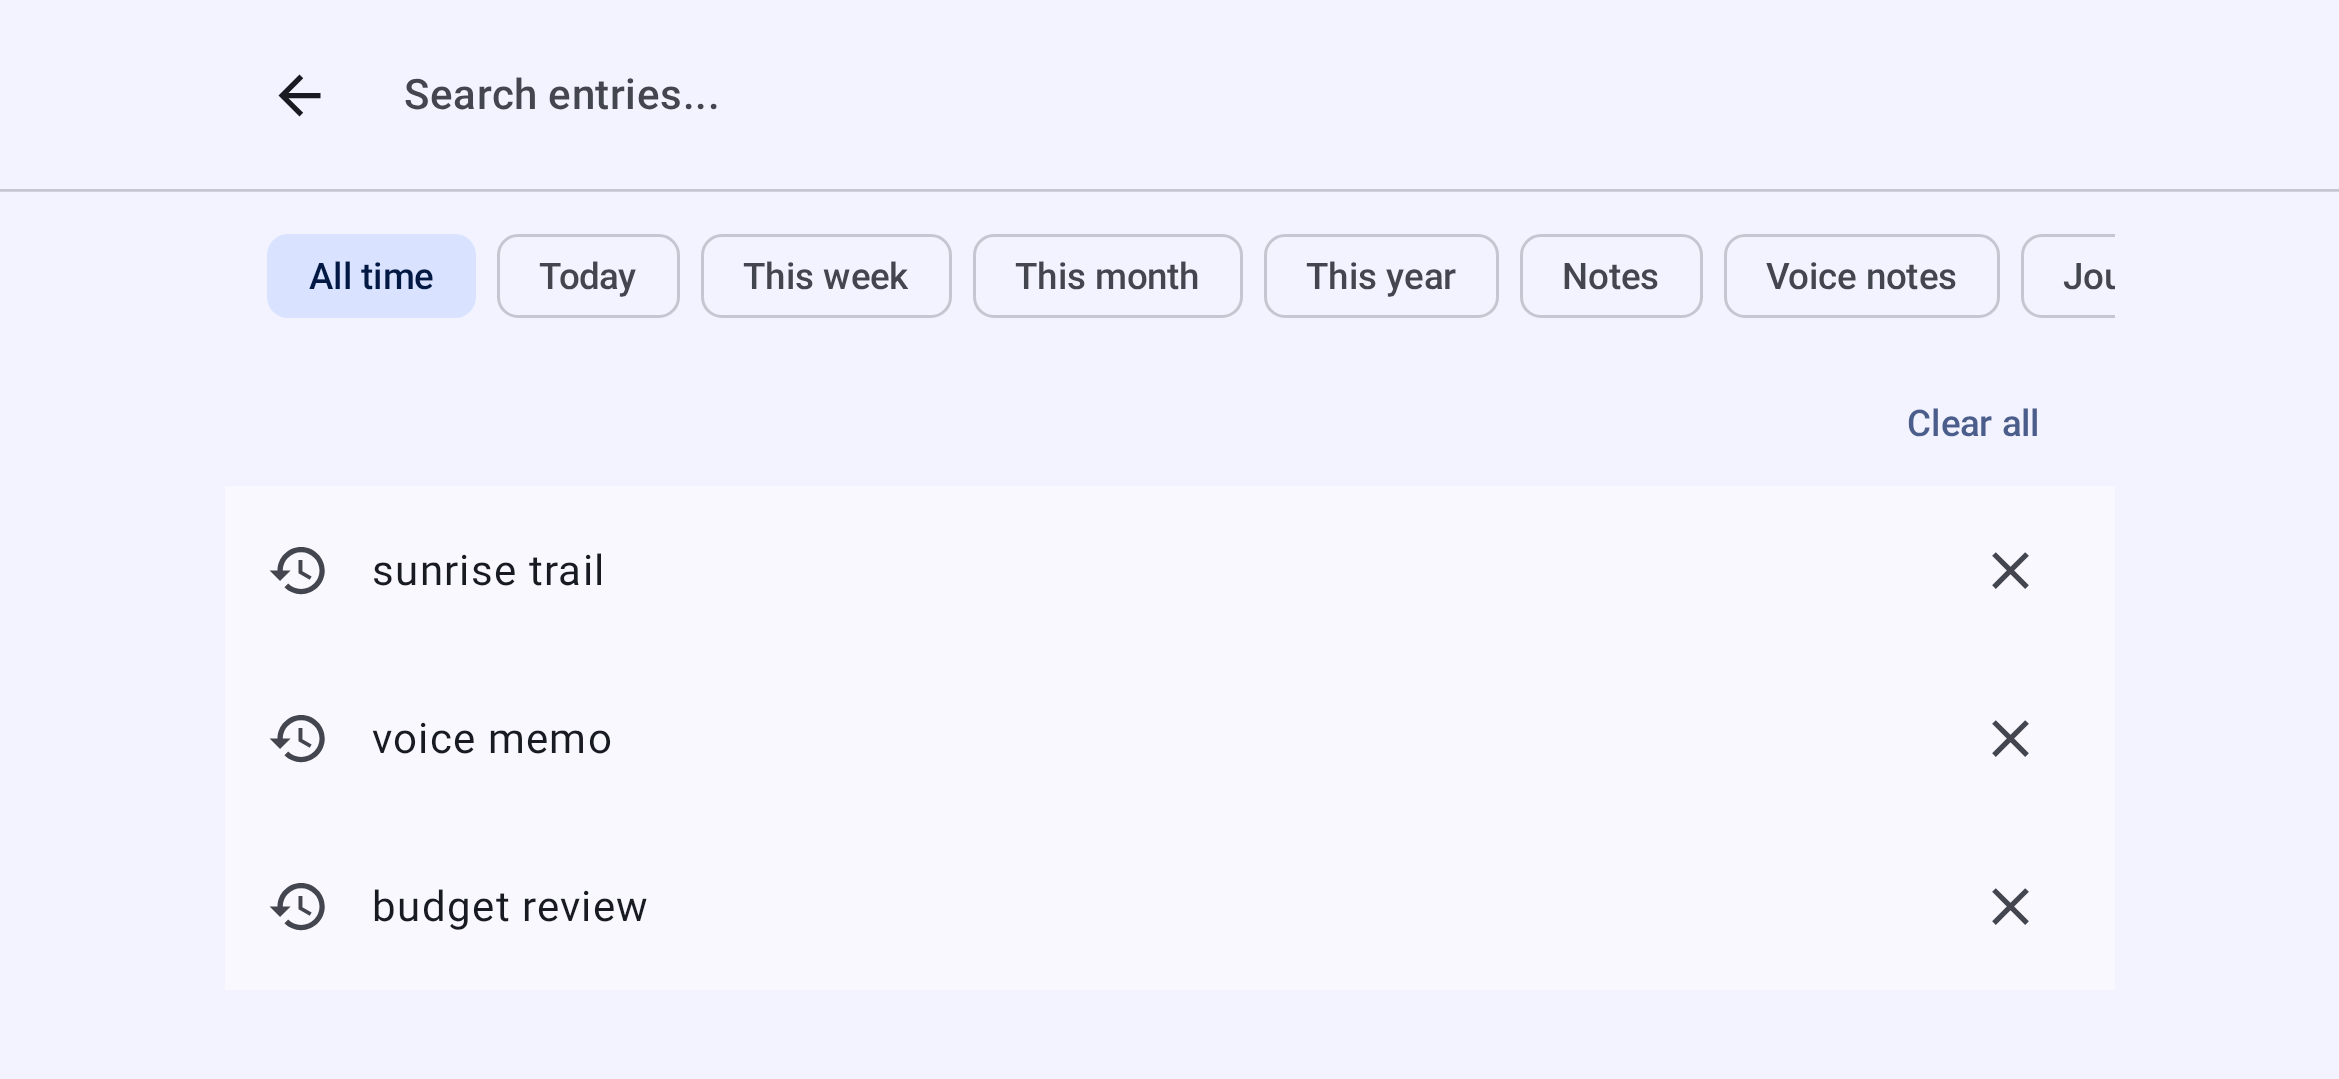 Search entries...
All time Today This week This month This year Notes Voice notes
Clear all
sunrise trail
voice memo
budget review